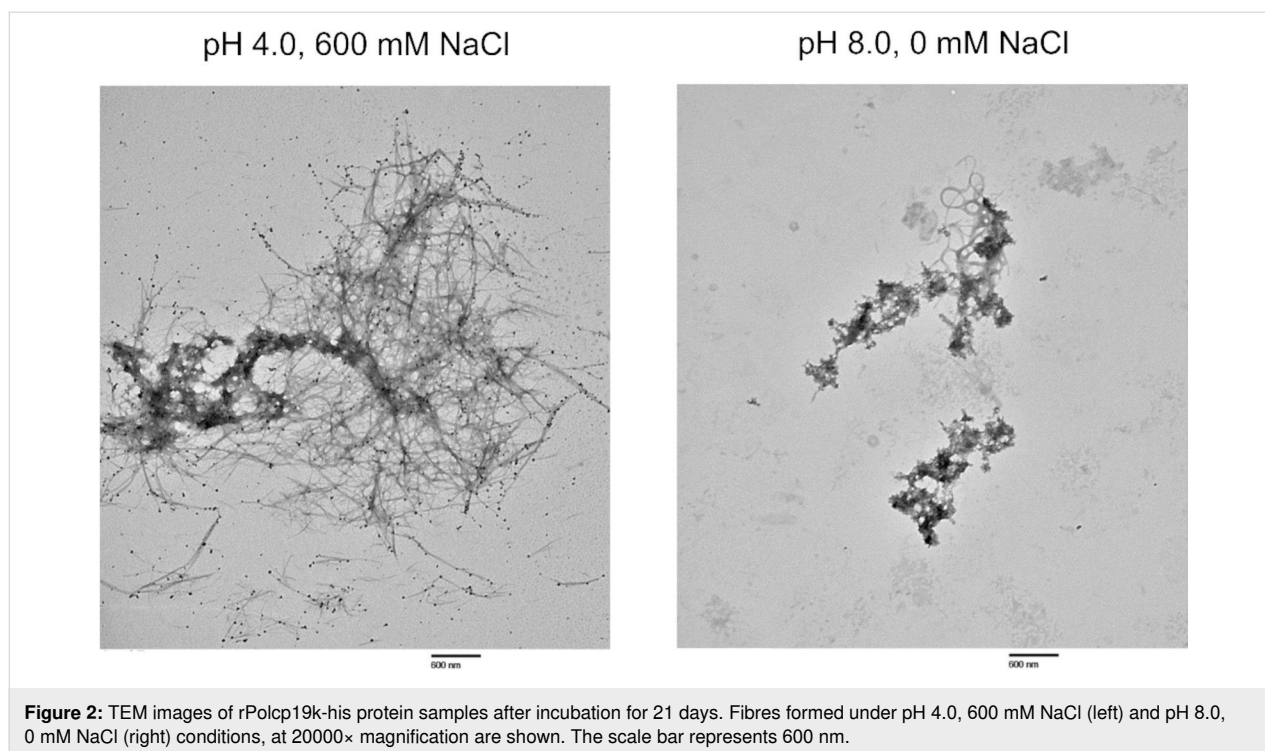 pH 4.0, 600 mM NaCl
pH 8.0, 0 mM NaCl
600 nm
600 nm
Figure 2: TEM images of rPolcp19k-his protein samples after incubation for 21 days. Fibres formed under pH 4.0, 600 mM NaCl (left) and pH 8.0,
0 mM NaCl (right) conditions, at 20000× magnification are shown. The scale bar represents 600 nm.